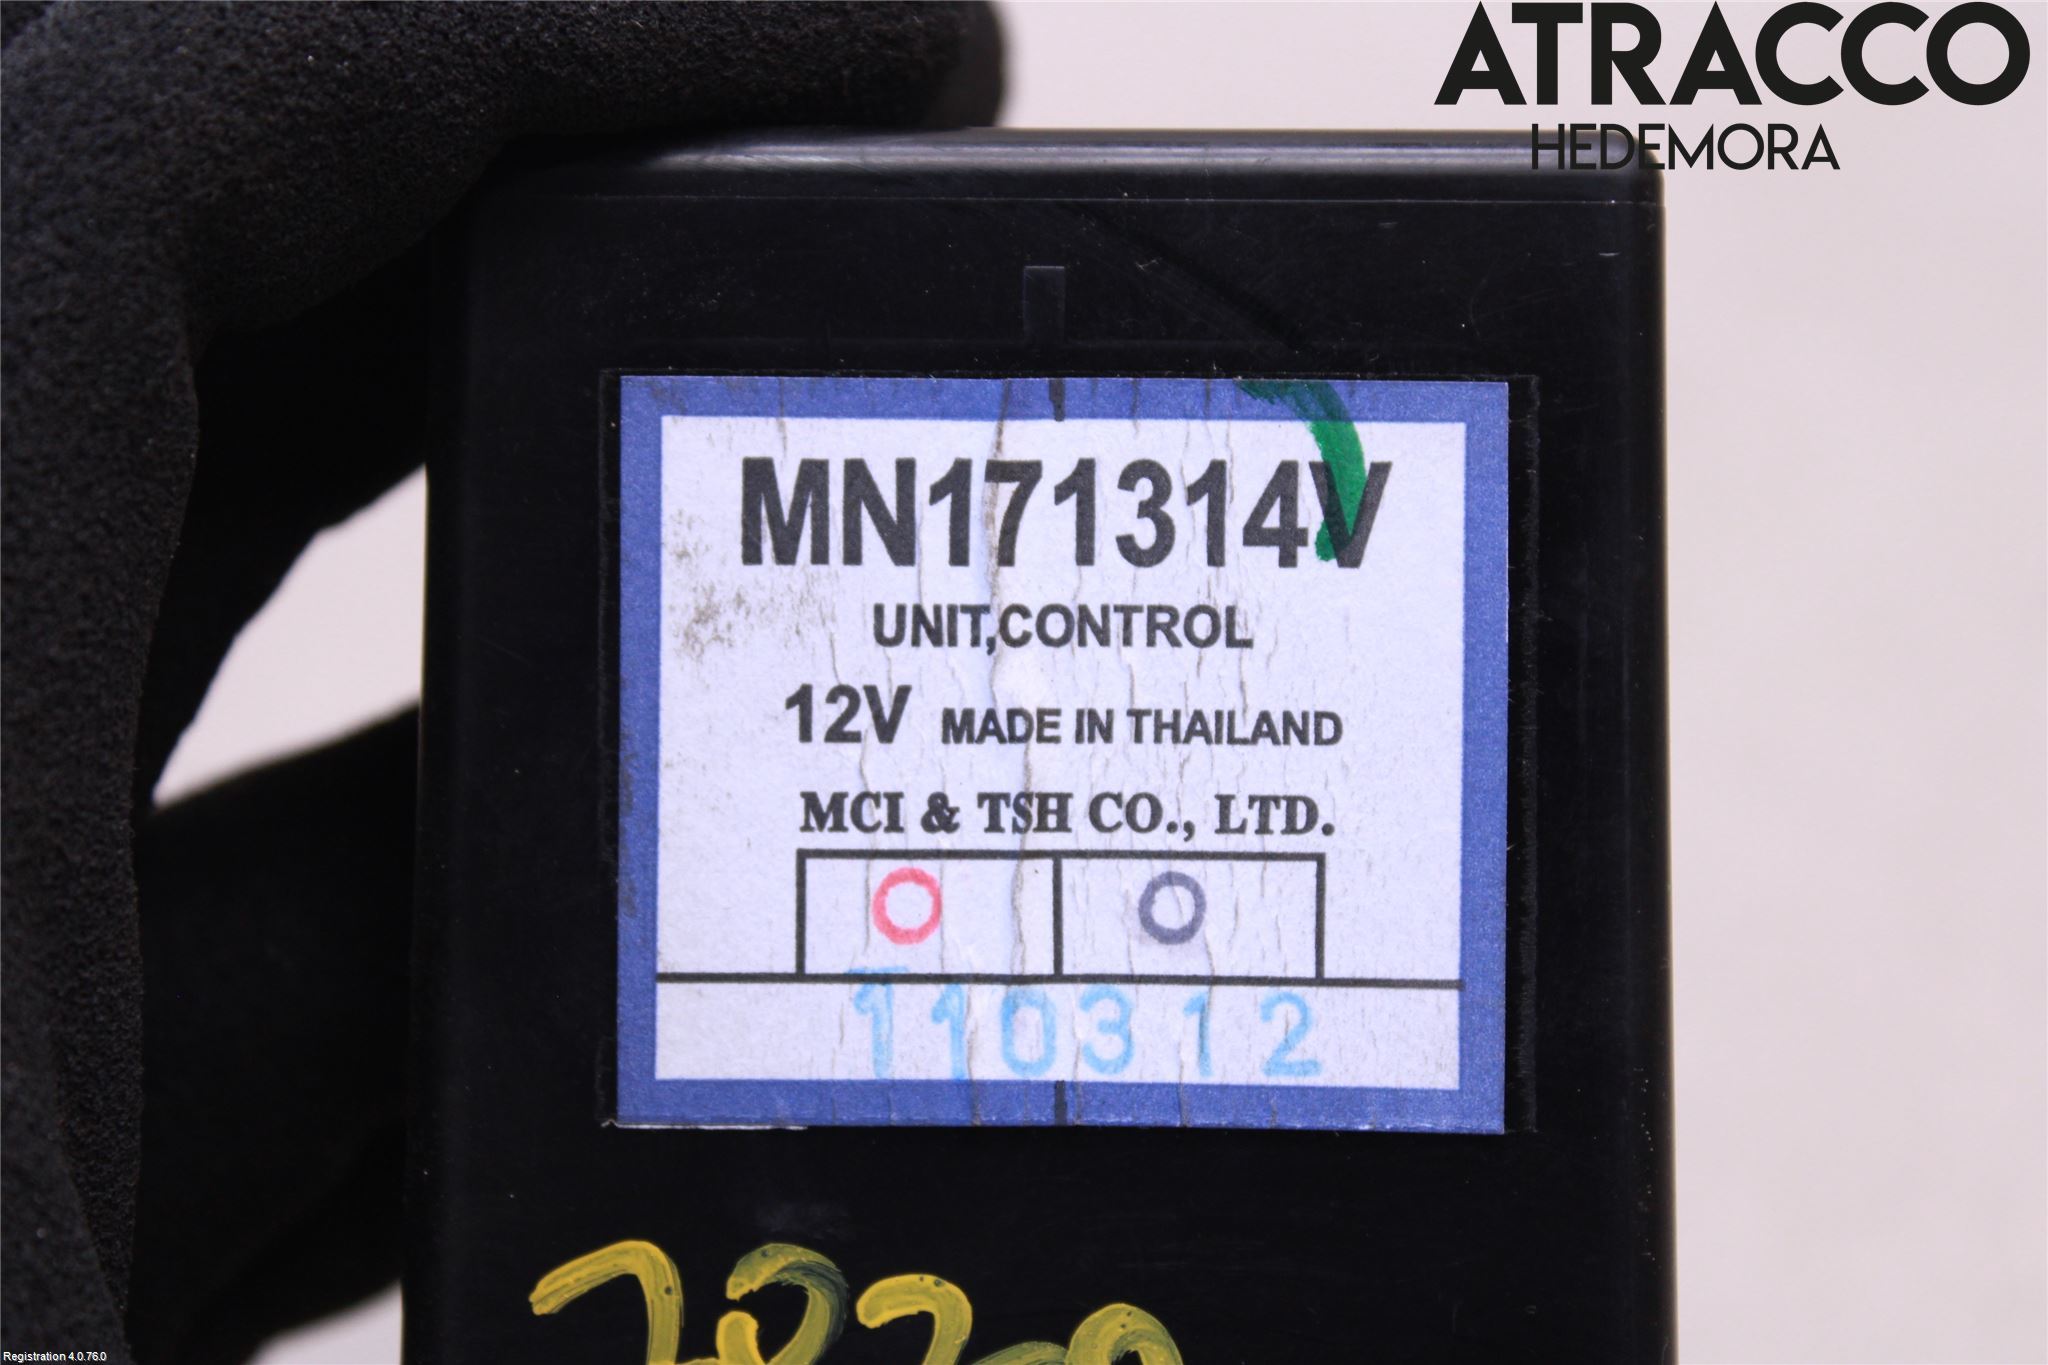 ATRACCO
HEDEMORA
MN171314V
UNIT,CONTROL
12V MADE IN THAILAND
MCI & TSH CO., LTD.
110312
Registration 4.0.76.0